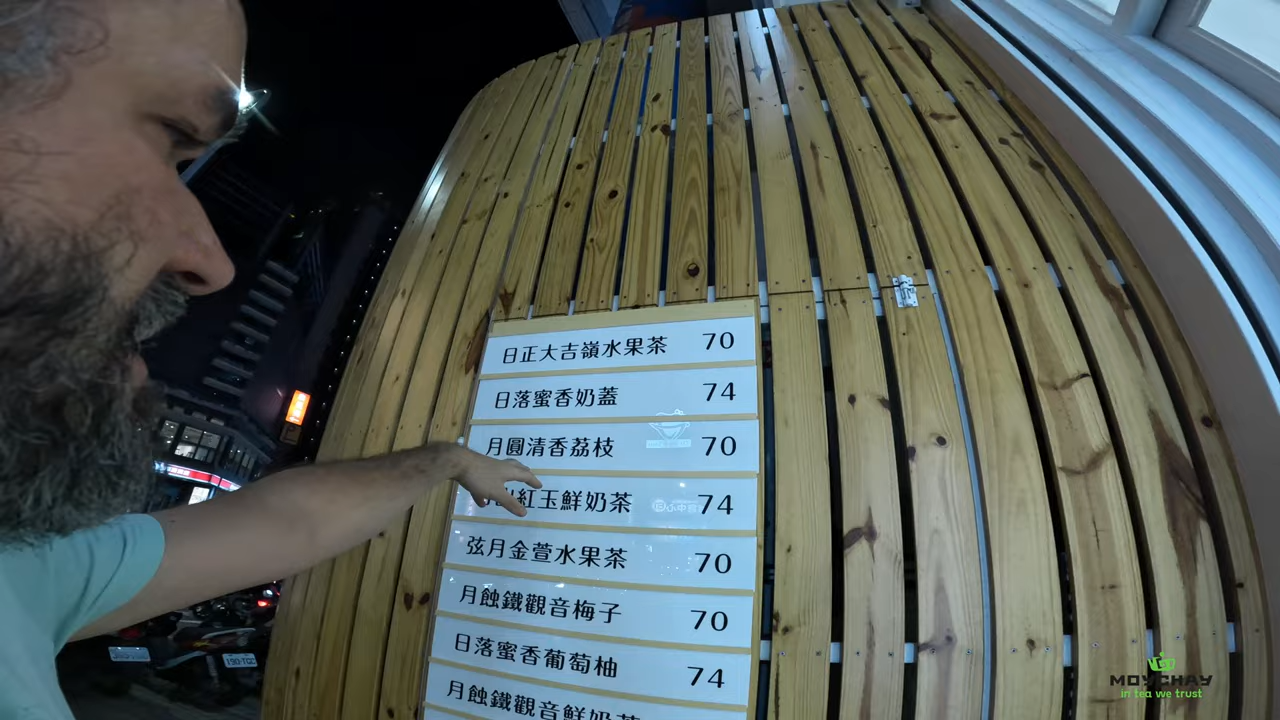 日正大吉嶺水果茶 70
日落蜜香奶蓋 74
月圓清香荔枝 70
紅玉鮮奶茶 74
弦月金萱水果茶 70
月蝕鐵觀音梅子 70
日落蜜香葡萄柚 74
月蝕鐵觀音鮮奶茶
MOYCHAY
in tea we trust